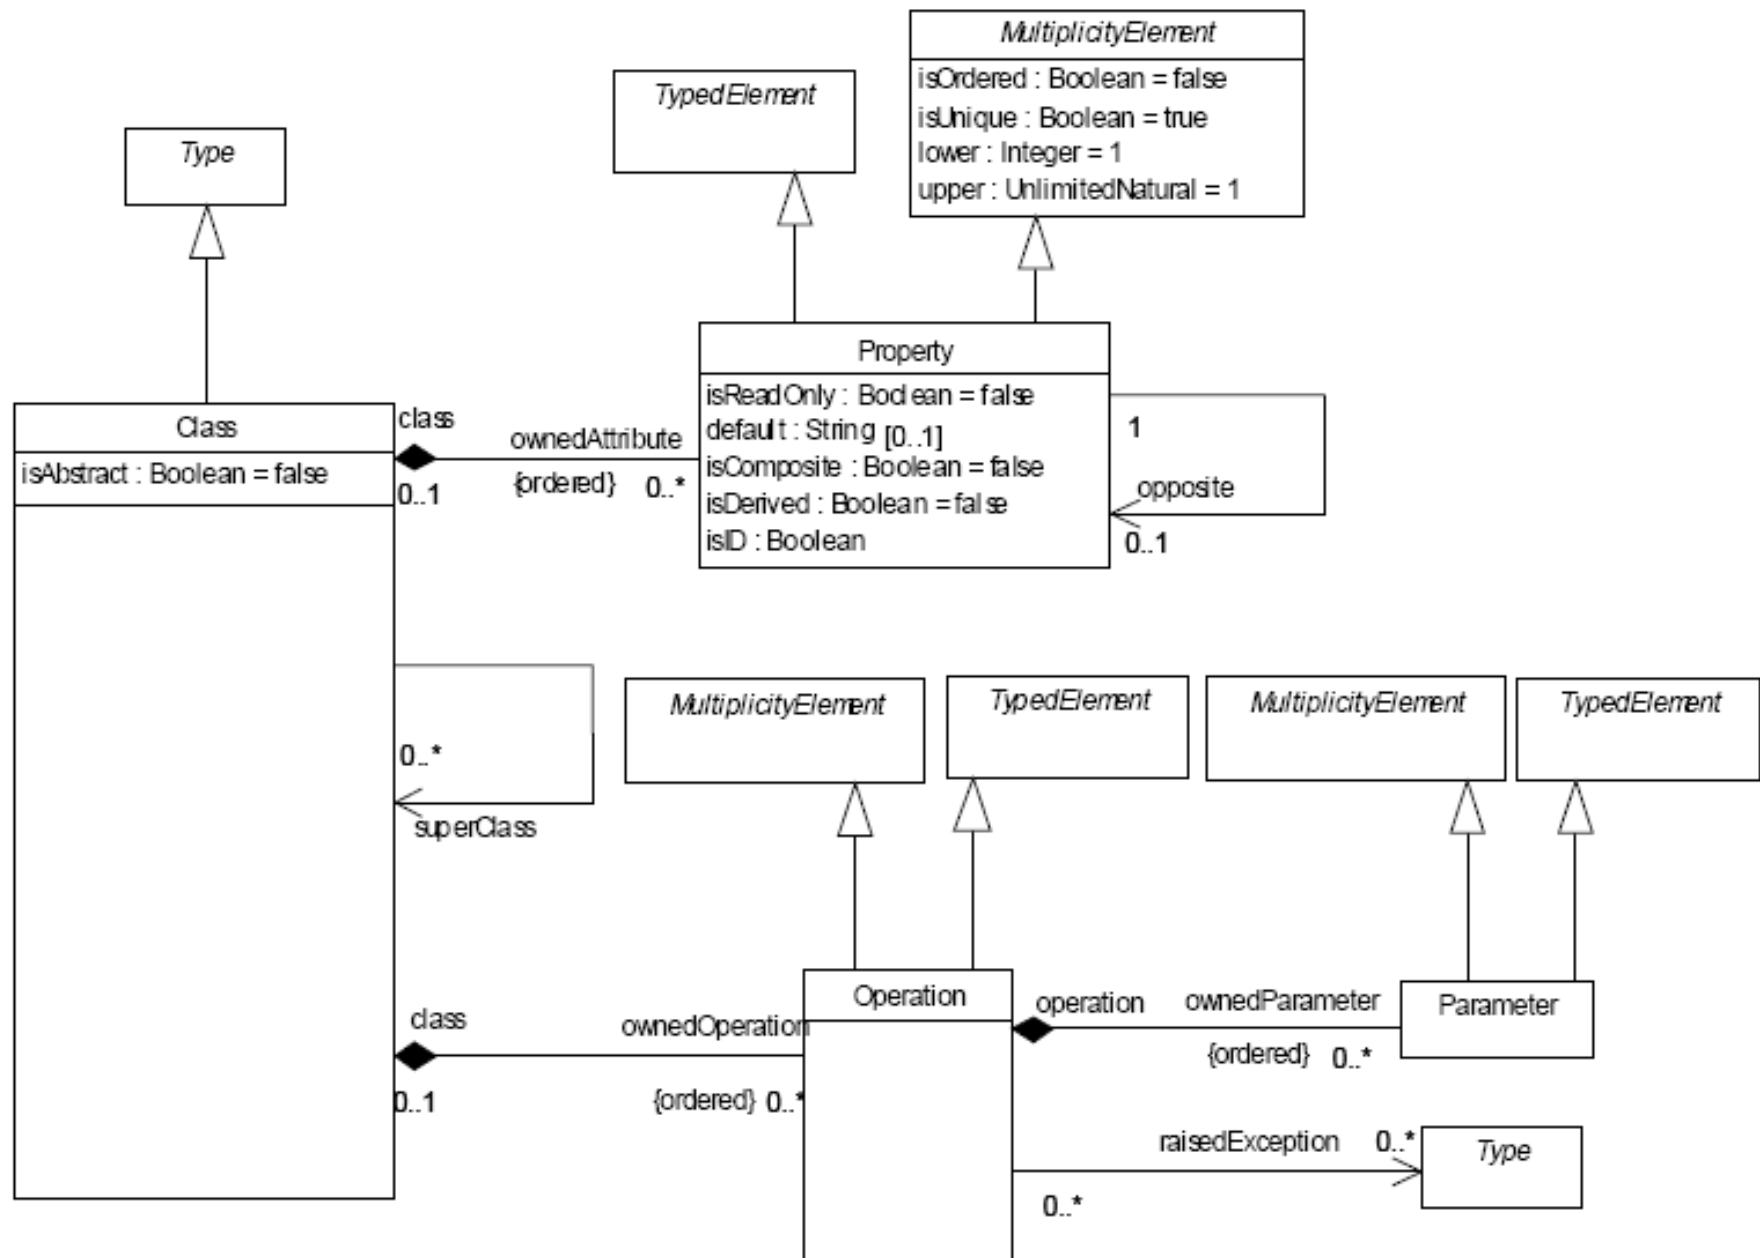 MultiplicityElement
isOrdered : Boolean = false
isUnique : Boolean = true
lower : Integer = 1
upper : UnlimitedNatural = 1
TypedElement
Type
Property
isReadOnly : Boolean = false
default : String [0..1]
isComposite : Boolean = false
isDerived : Boolean = false
isID : Boolean
1
opposite
0..1
Class
isAbstract : Boolean = false
class
0..1
ownedAttribute
{ordered} 0..*
0..*
superClass
MultiplicityElement
TypedElement
MultiplicityElement
TypedElement
class
0..1
ownedOperation
{ordered} 0..*
Operation
operation
ownedParameter
{ordered} 0..*
Parameter
raisedException 0..*
0..*
Type